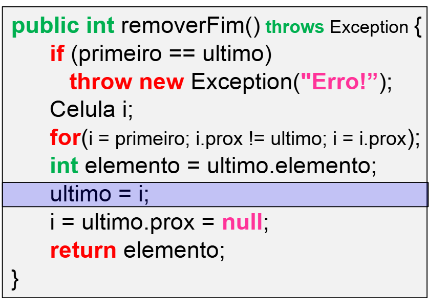 public int removerFim() throws Exception {
if (primeiro == ultimo)
throw new Exception("Erro!”);
Celula i;
for(i = primeiro; i.prox != ultimo; i = i.prox);
int elemento = ultimo.elemento;
ultimo = i;
i = ultimo.prox = null;
return elemento;
}